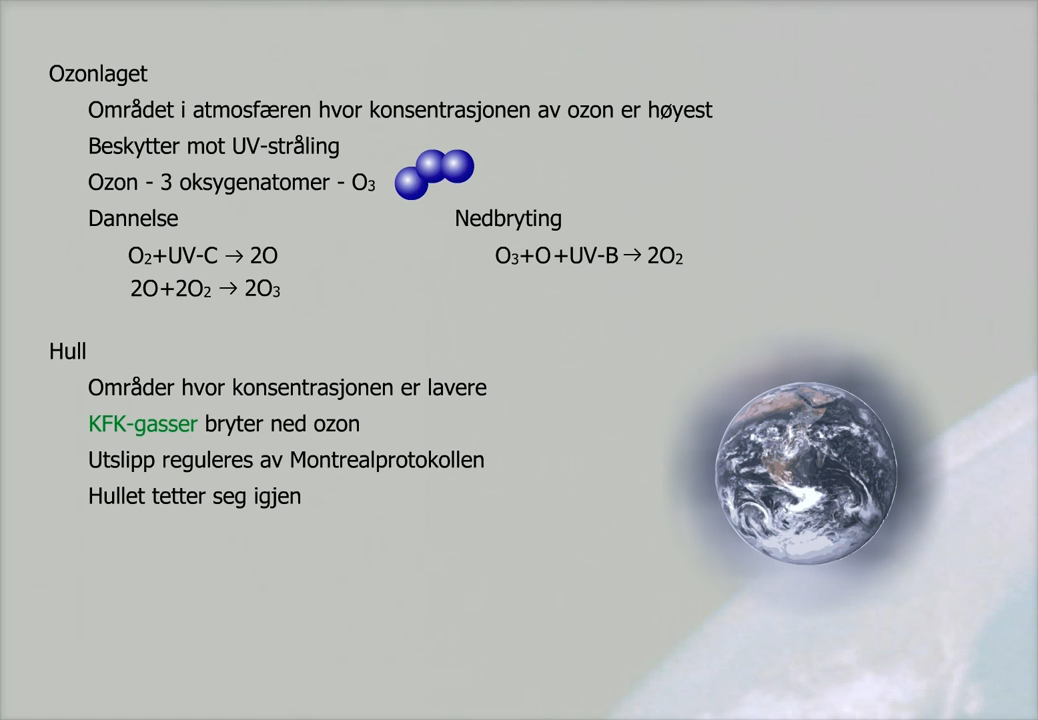 Ozonlaget
Området i atmosfæren hvor konsentrasjonen av ozon er høyest
Beskytter mot UV-stråling
Ozon - 3 oksygenatomer - O₃
Dannelse
O₂+UV-C → 2O
2O+2O₂ → 2O₃
Nedbryting
O₃+O+UV-B → 2O₂
Hull
Områder hvor konsentrasjonen er lavere
KFK-gasser bryter ned ozon
Utslipp reguleres av Montrealprotokollen
Hullet tetter seg igjen